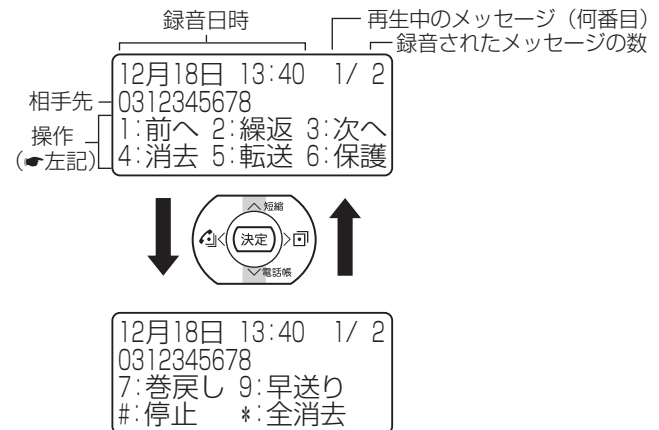 録音日時
再生中のメッセージ（何番目）
録音されたメッセージの数
12月18日 13:40 1/ 2
相手先
0312345678
操作
（☛左記）
1:前へ 2:繰返 3:次へ
4:消去 5:転送 6:保護
短縮
決定
電話帳
12月18日 13:40 1/ 2
0312345678
7:巻戻し 9:早送り
#:停止 *:全消去